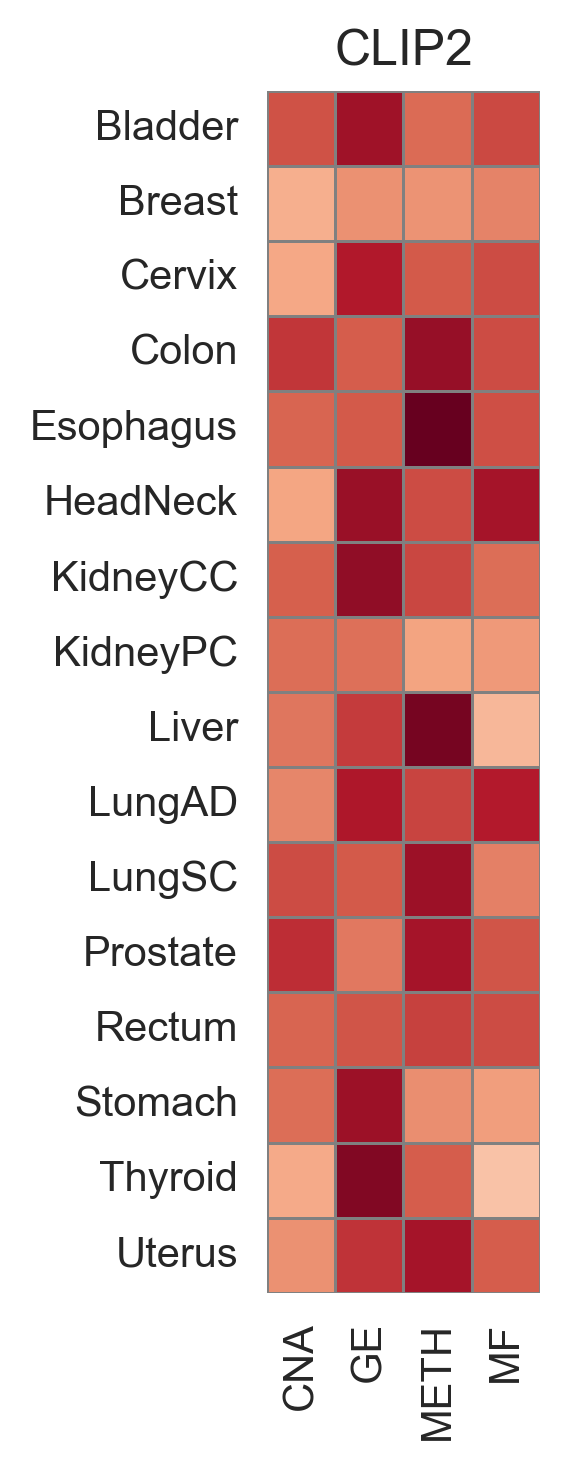 CLIP2
Bladder
Breast
Cervix
Colon
Esophagus
HeadNeck
KidneyCC
KidneyPC
Liver
LungAD
LungSC
Prostate
Rectum
Stomach
Thyroid
Uterus
CNA
GE
METH
MF